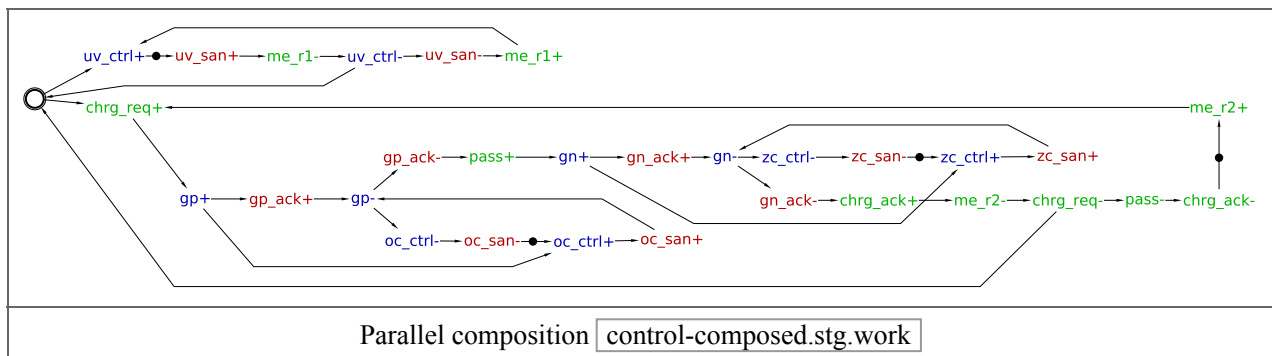 uv_ctrl+ uv_san+ me_r1- uv_ctrl- uv_san- me_r1+
chrg_req+ me_r2+
gp_ack- pass+ gn+ gn_ack+ gn- zc_ctrl- zc_san- zc_ctrl+ zc_san+
gp+ gp_ack+ gp- gn_ack- chrg_ack+ me_r2- chrg_req- pass- chrg_ack-
oc_ctrl- oc_san- oc_ctrl+ oc_san+
Parallel composition control-composed.stg.work